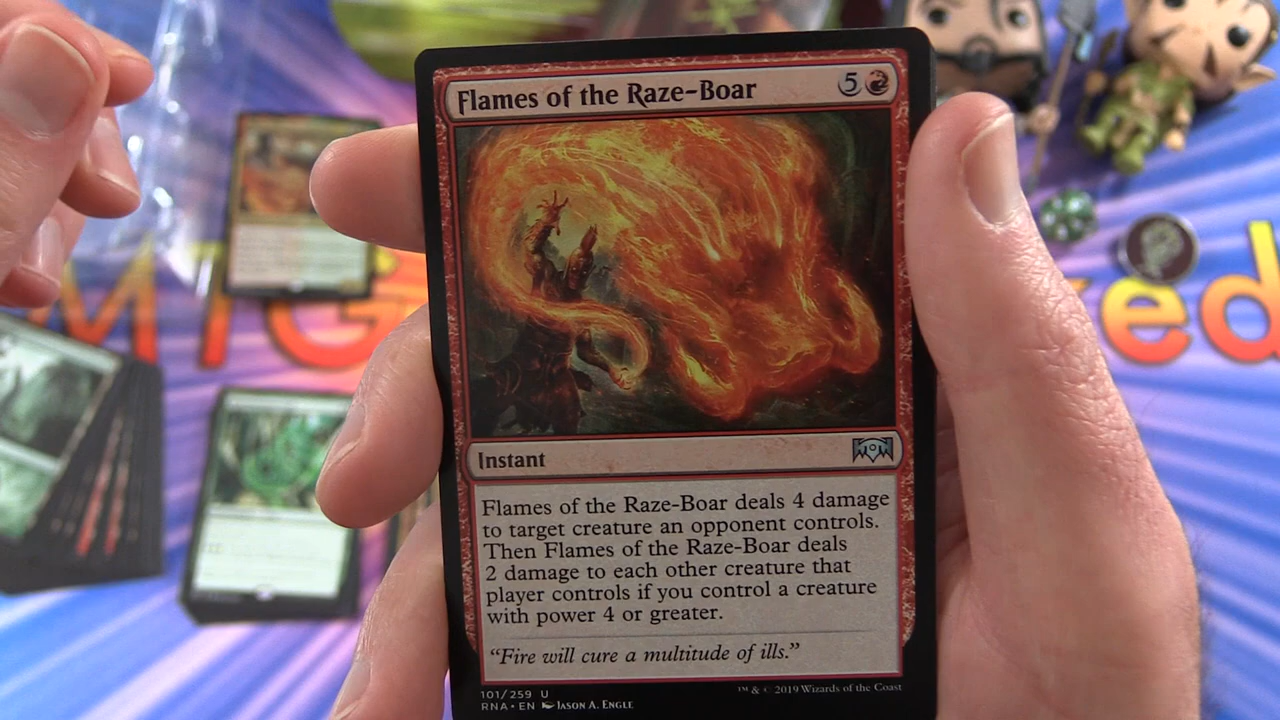 Flames of the Raze-Boar 5
MTG
ked
Instant
Flames of the Raze-Boar deals 4 damage
to target creature an opponent controls.
Then Flames of the Raze-Boar deals
2 damage to each other creature that
player controls if you control a creature
with power 4 or greater.
“Fire will cure a multitude of ills.”
101/259 U
RNA • EN Jason A. Engle
™ & © 2019 Wizards of the Coast